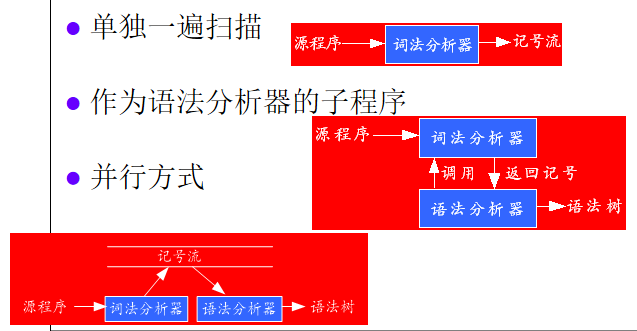 单独一遍扫描
源程序
词法分析器
记号流
作为语法分析器的子程序
源程序
词法分析器
调用
返回记号
语法分析器
语法树
并行方式
记号流
源程序
词法分析器
语法分析器
语法树